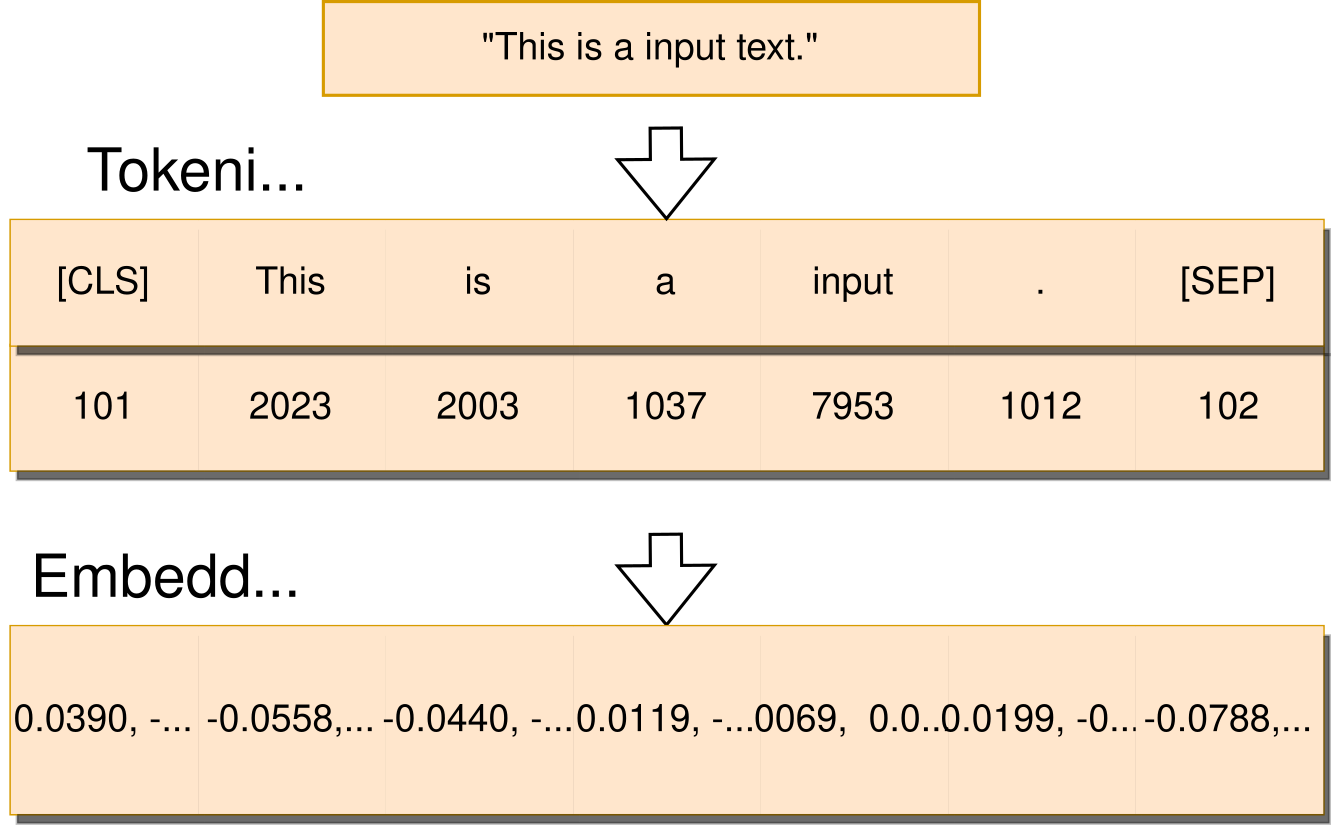 "This is a input text."
Tokeni...
[CLS] This is a input . [SEP]
101 2023 2003 1037 7953 1012 102
Embedd...
0.0390, -... -0.0558,... -0.0440, -... 0.0119, -... 0069, 0.0... 0.0199, -0... -0.0788,...